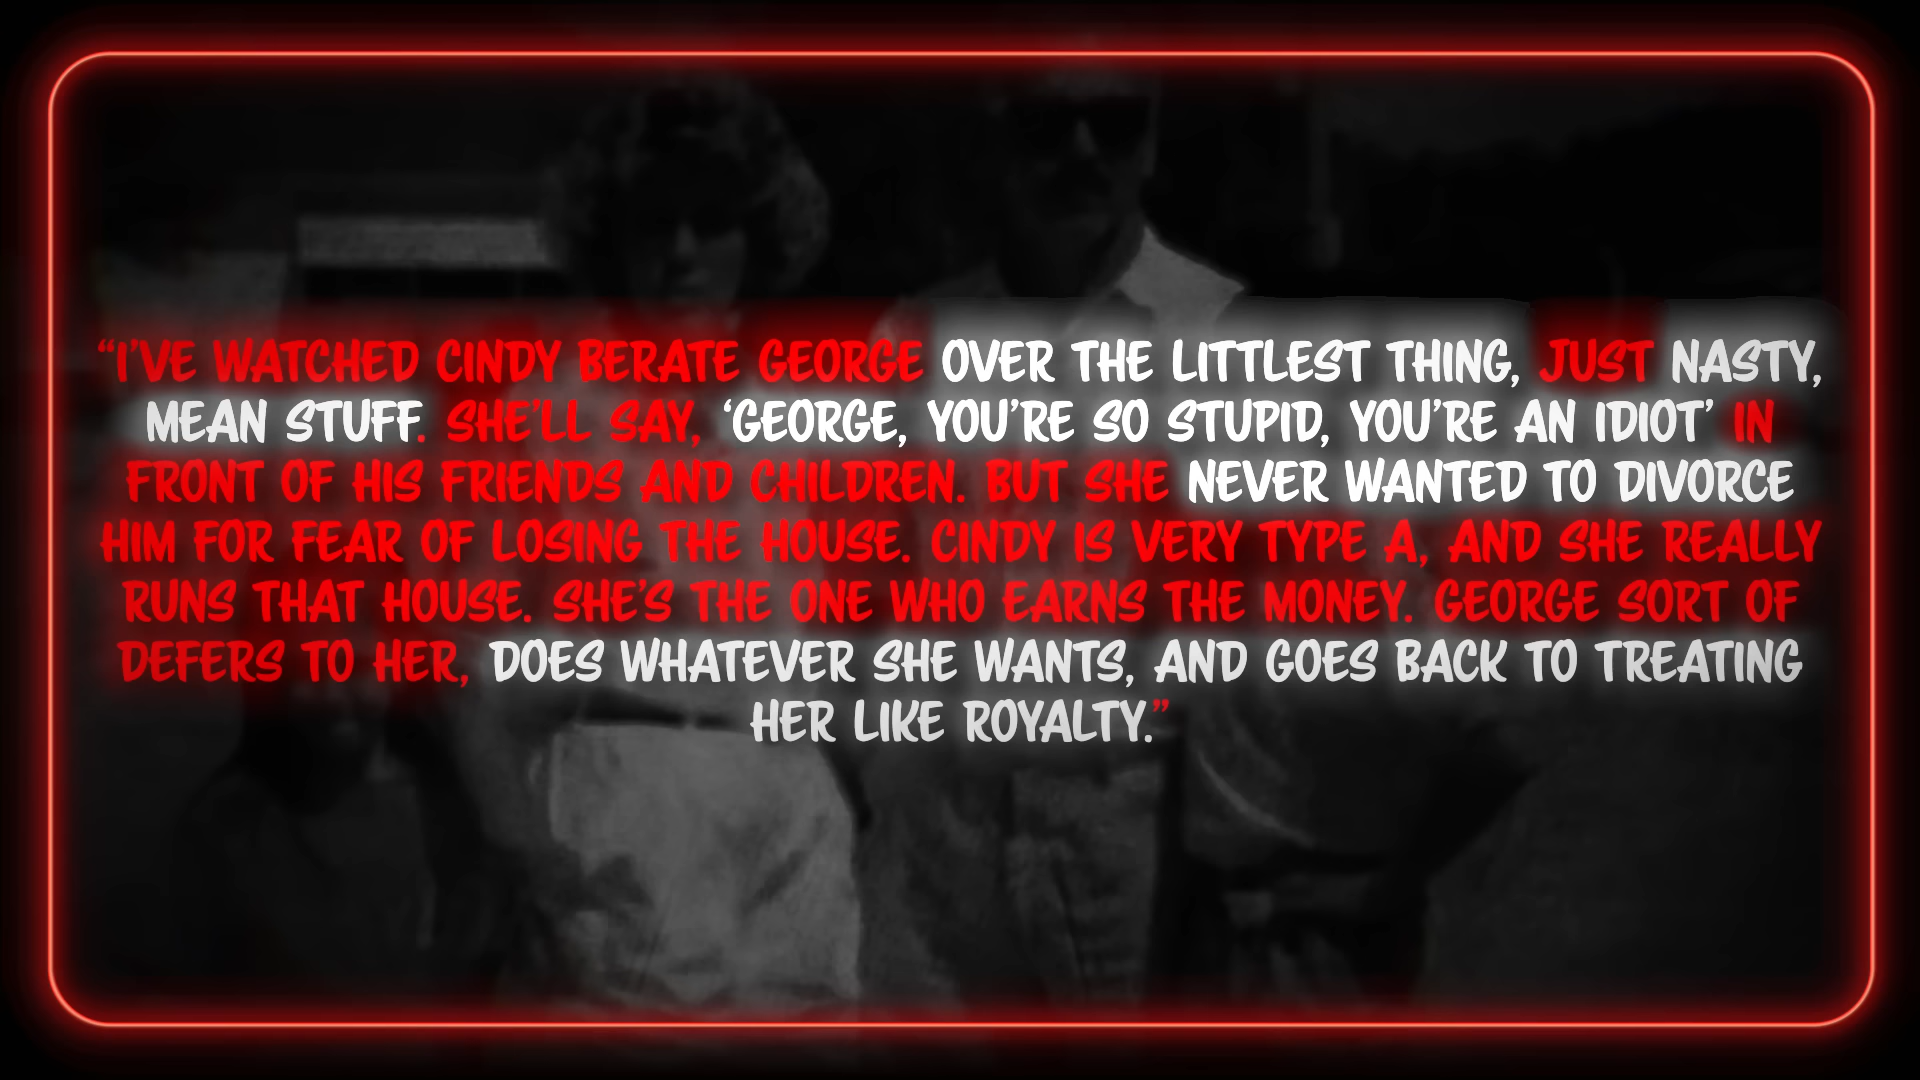 “I’VE WATCHED CINDY BERATE GEORGE OVER THE LITTLEST THING, JUST NASTY,
MEAN STUFF. SHE’LL SAY, ‘GEORGE, YOU’RE SO STUPID, YOU’RE AN IDIOT’ IN
FRONT OF HIS FRIENDS AND CHILDREN. BUT SHE NEVER WANTED TO DIVORCE
HIM FOR FEAR OF LOSING THE HOUSE. CINDY IS VERY TYPE A, AND SHE REALLY
RUNS THAT HOUSE. SHE’S THE ONE WHO EARNS THE MONEY. GEORGE SORT OF
DEFERS TO HER, DOES WHATEVER SHE WANTS, AND GOES BACK TO TREATING
HER LIKE ROYALTY.”